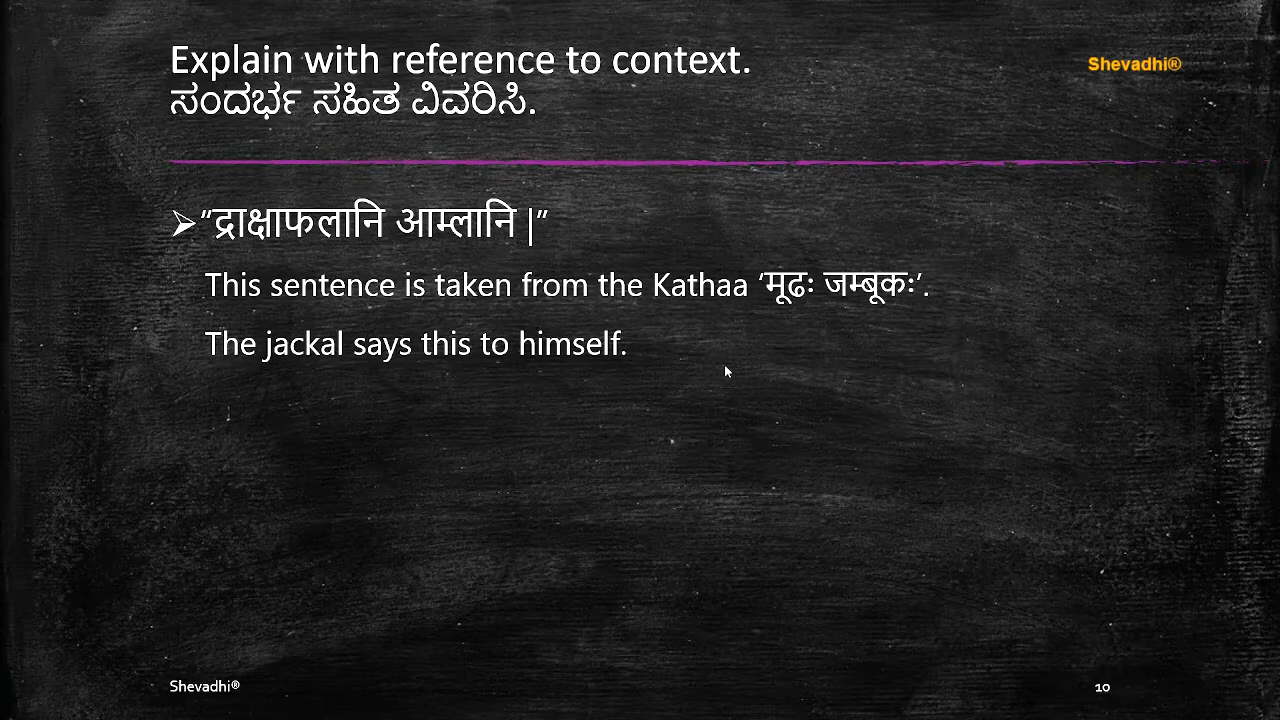 Explain with reference to context.
ಸಂದರ್ಭ ಸಹಿತ ವಿವರಿಸಿ.
Shevadhi®
➢“द्राक्षाफलानि आम्लानि |”
This sentence is taken from the Kathaa ‘मूढः जम्बूकः’.
The jackal says this to himself.
Shevadhi®
10